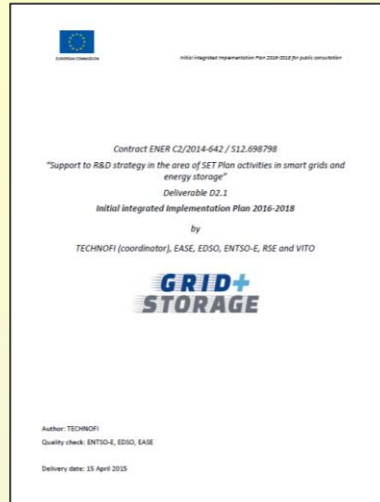 EUROPEAN COMMISSION
Initial integrated Implementation Plan 2016-2018 for public consultation
Contract ENER C2/2014-642 / S12.698798
"Support to R&D strategy in the area of SET Plan activities in smart grids and
energy storage"
Deliverable D2.1
Initial integrated Implementation Plan 2016-2018
by
TECHNOFI (coordinator), EASE, EDSO, ENTSO-E, RSE and VITO
GRID+
STORAGE
Author: TECHNOFI
Quality check: ENTSO-E, EDSO, EASE
Delivery date: 15 April 2015